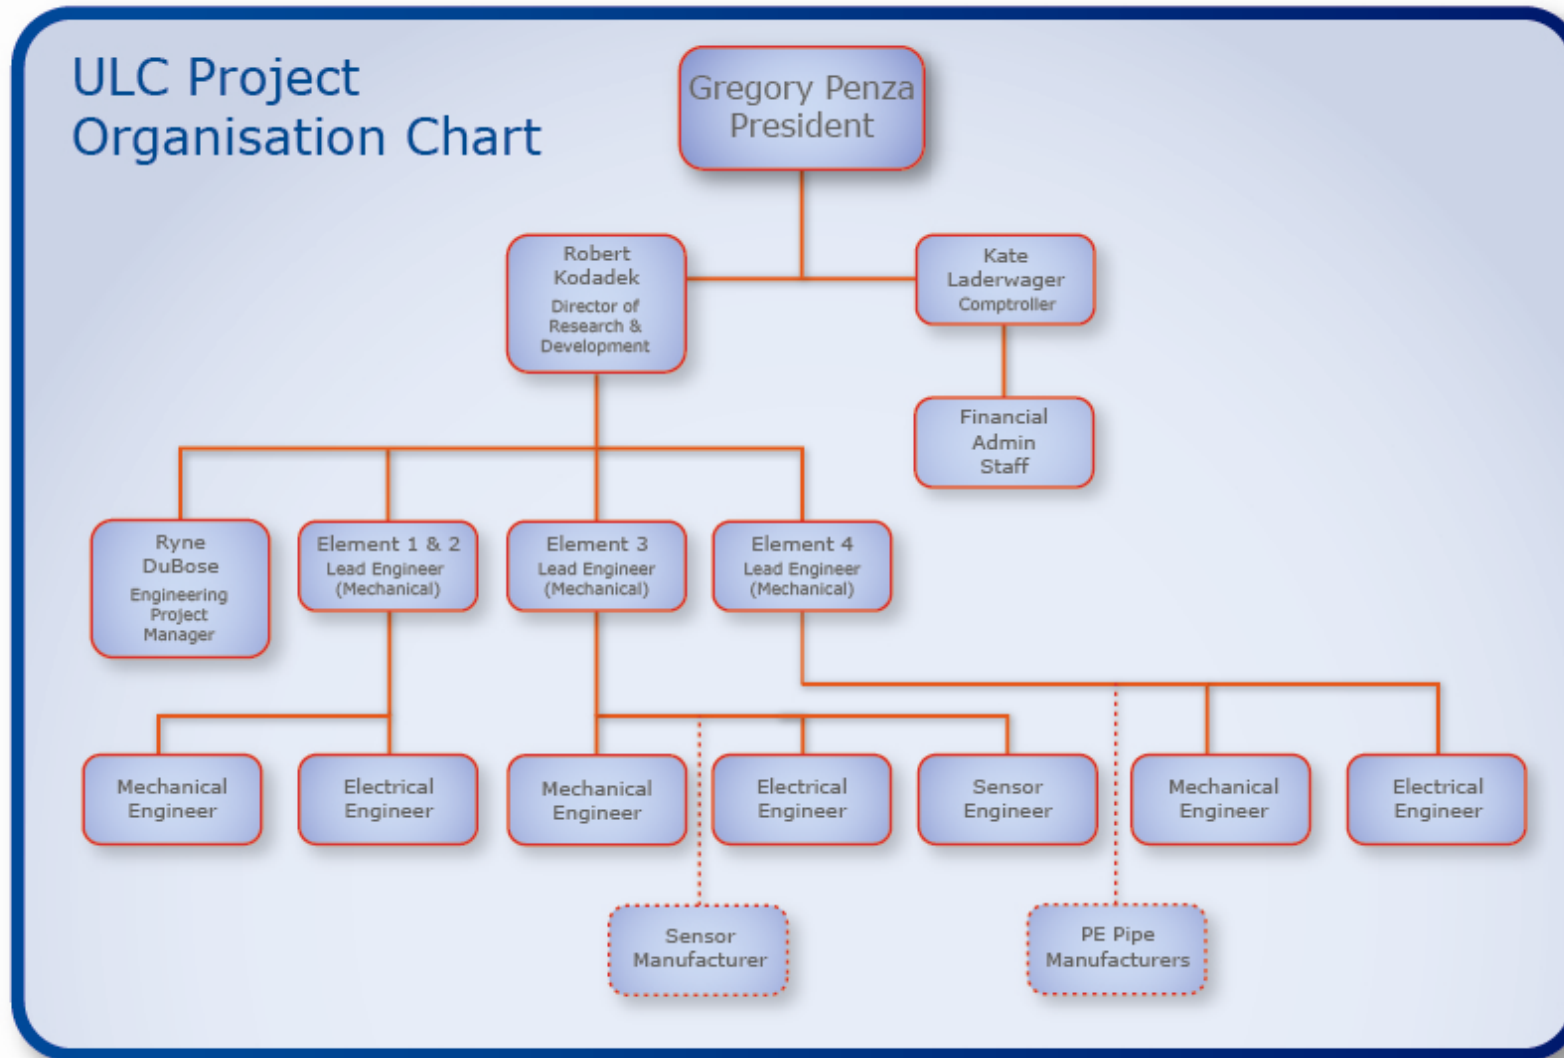 ULC Project
Organisation Chart
Gregory Penza
President
Robert
Kodadek
Director of
Research &
Development
Kate
Laderwager
Comptroller
Financial
Admin
Staff
Ryne
DuBose
Engineering
Project
Manager
Element 1 & 2
Lead Engineer
(Mechanical)
Element 3
Lead Engineer
(Mechanical)
Element 4
Lead Engineer
(Mechanical)
Mechanical
Engineer
Electrical
Engineer
Mechanical
Engineer
Electrical
Engineer
Sensor
Engineer
Mechanical
Engineer
Electrical
Engineer
Sensor
Manufacturer
PE Pipe
Manufacturers